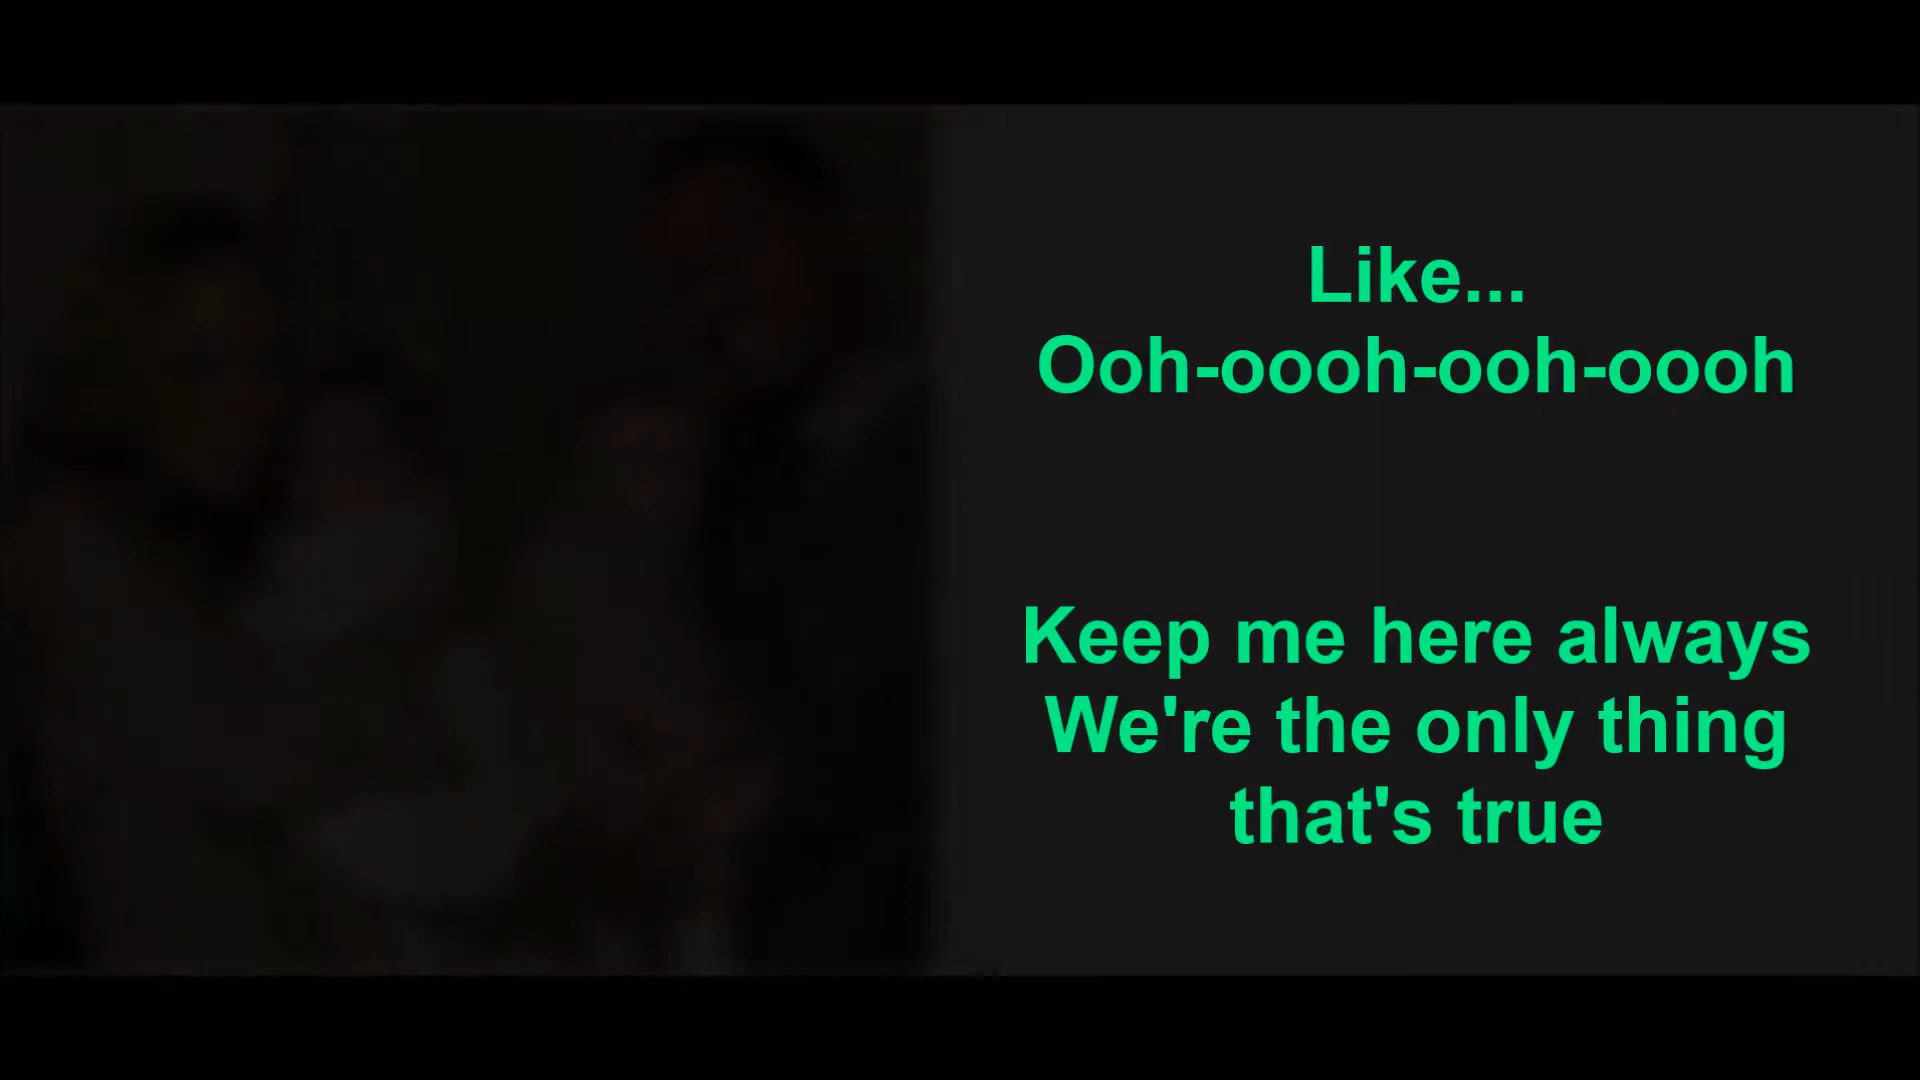 Like...
Ooh-oooh-ooh-oooh
Keep me here always
We're the only thing
that's true